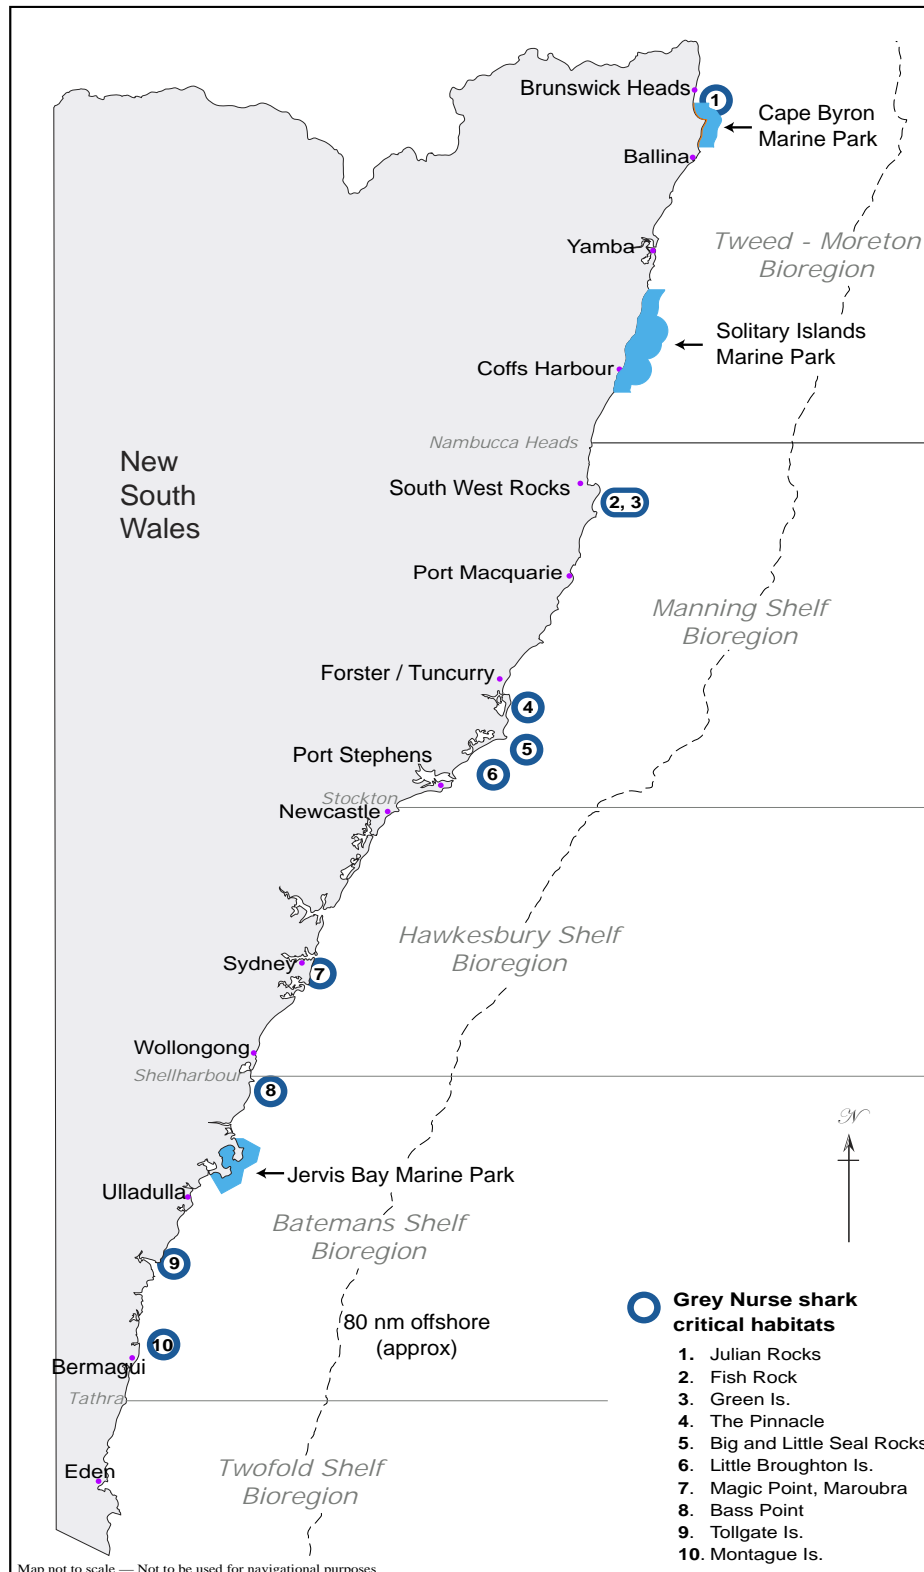 Brunswick Heads
1
Cape Byron
Marine Park
Ballina
Yamba
Tweed - Moreton
Bioregion
Solitary Islands
Marine Park
Coffs Harbour
Nambucca Heads
New
South
Wales
South West Rocks
2, 3
Port Macquarie
Manning Shelf
Bioregion
Forster / Tuncurry
4
5
Port Stephens
6
Stockton
Newcastle
Hawkesbury Shelf
Bioregion
Sydney
7
Wollongong
Shellharbour
8
N
Jervis Bay Marine Park
Ulladulla
Batemans Shelf
Bioregion
9
80 nm offshore
(approx)
10
Bermagui
Tathra
Eden
Twofold Shelf
Bioregion
Grey Nurse shark
critical habitats
1. Julian Rocks
2. Fish Rock
3. Green Is.
4. The Pinnacle
5. Big and Little Seal Rocks
6. Little Broughton Is.
7. Magic Point, Maroubra
8. Bass Point
9. Tollgate Is.
10. Montague Is.
Map not to scale — Not to be used for navigational purposes